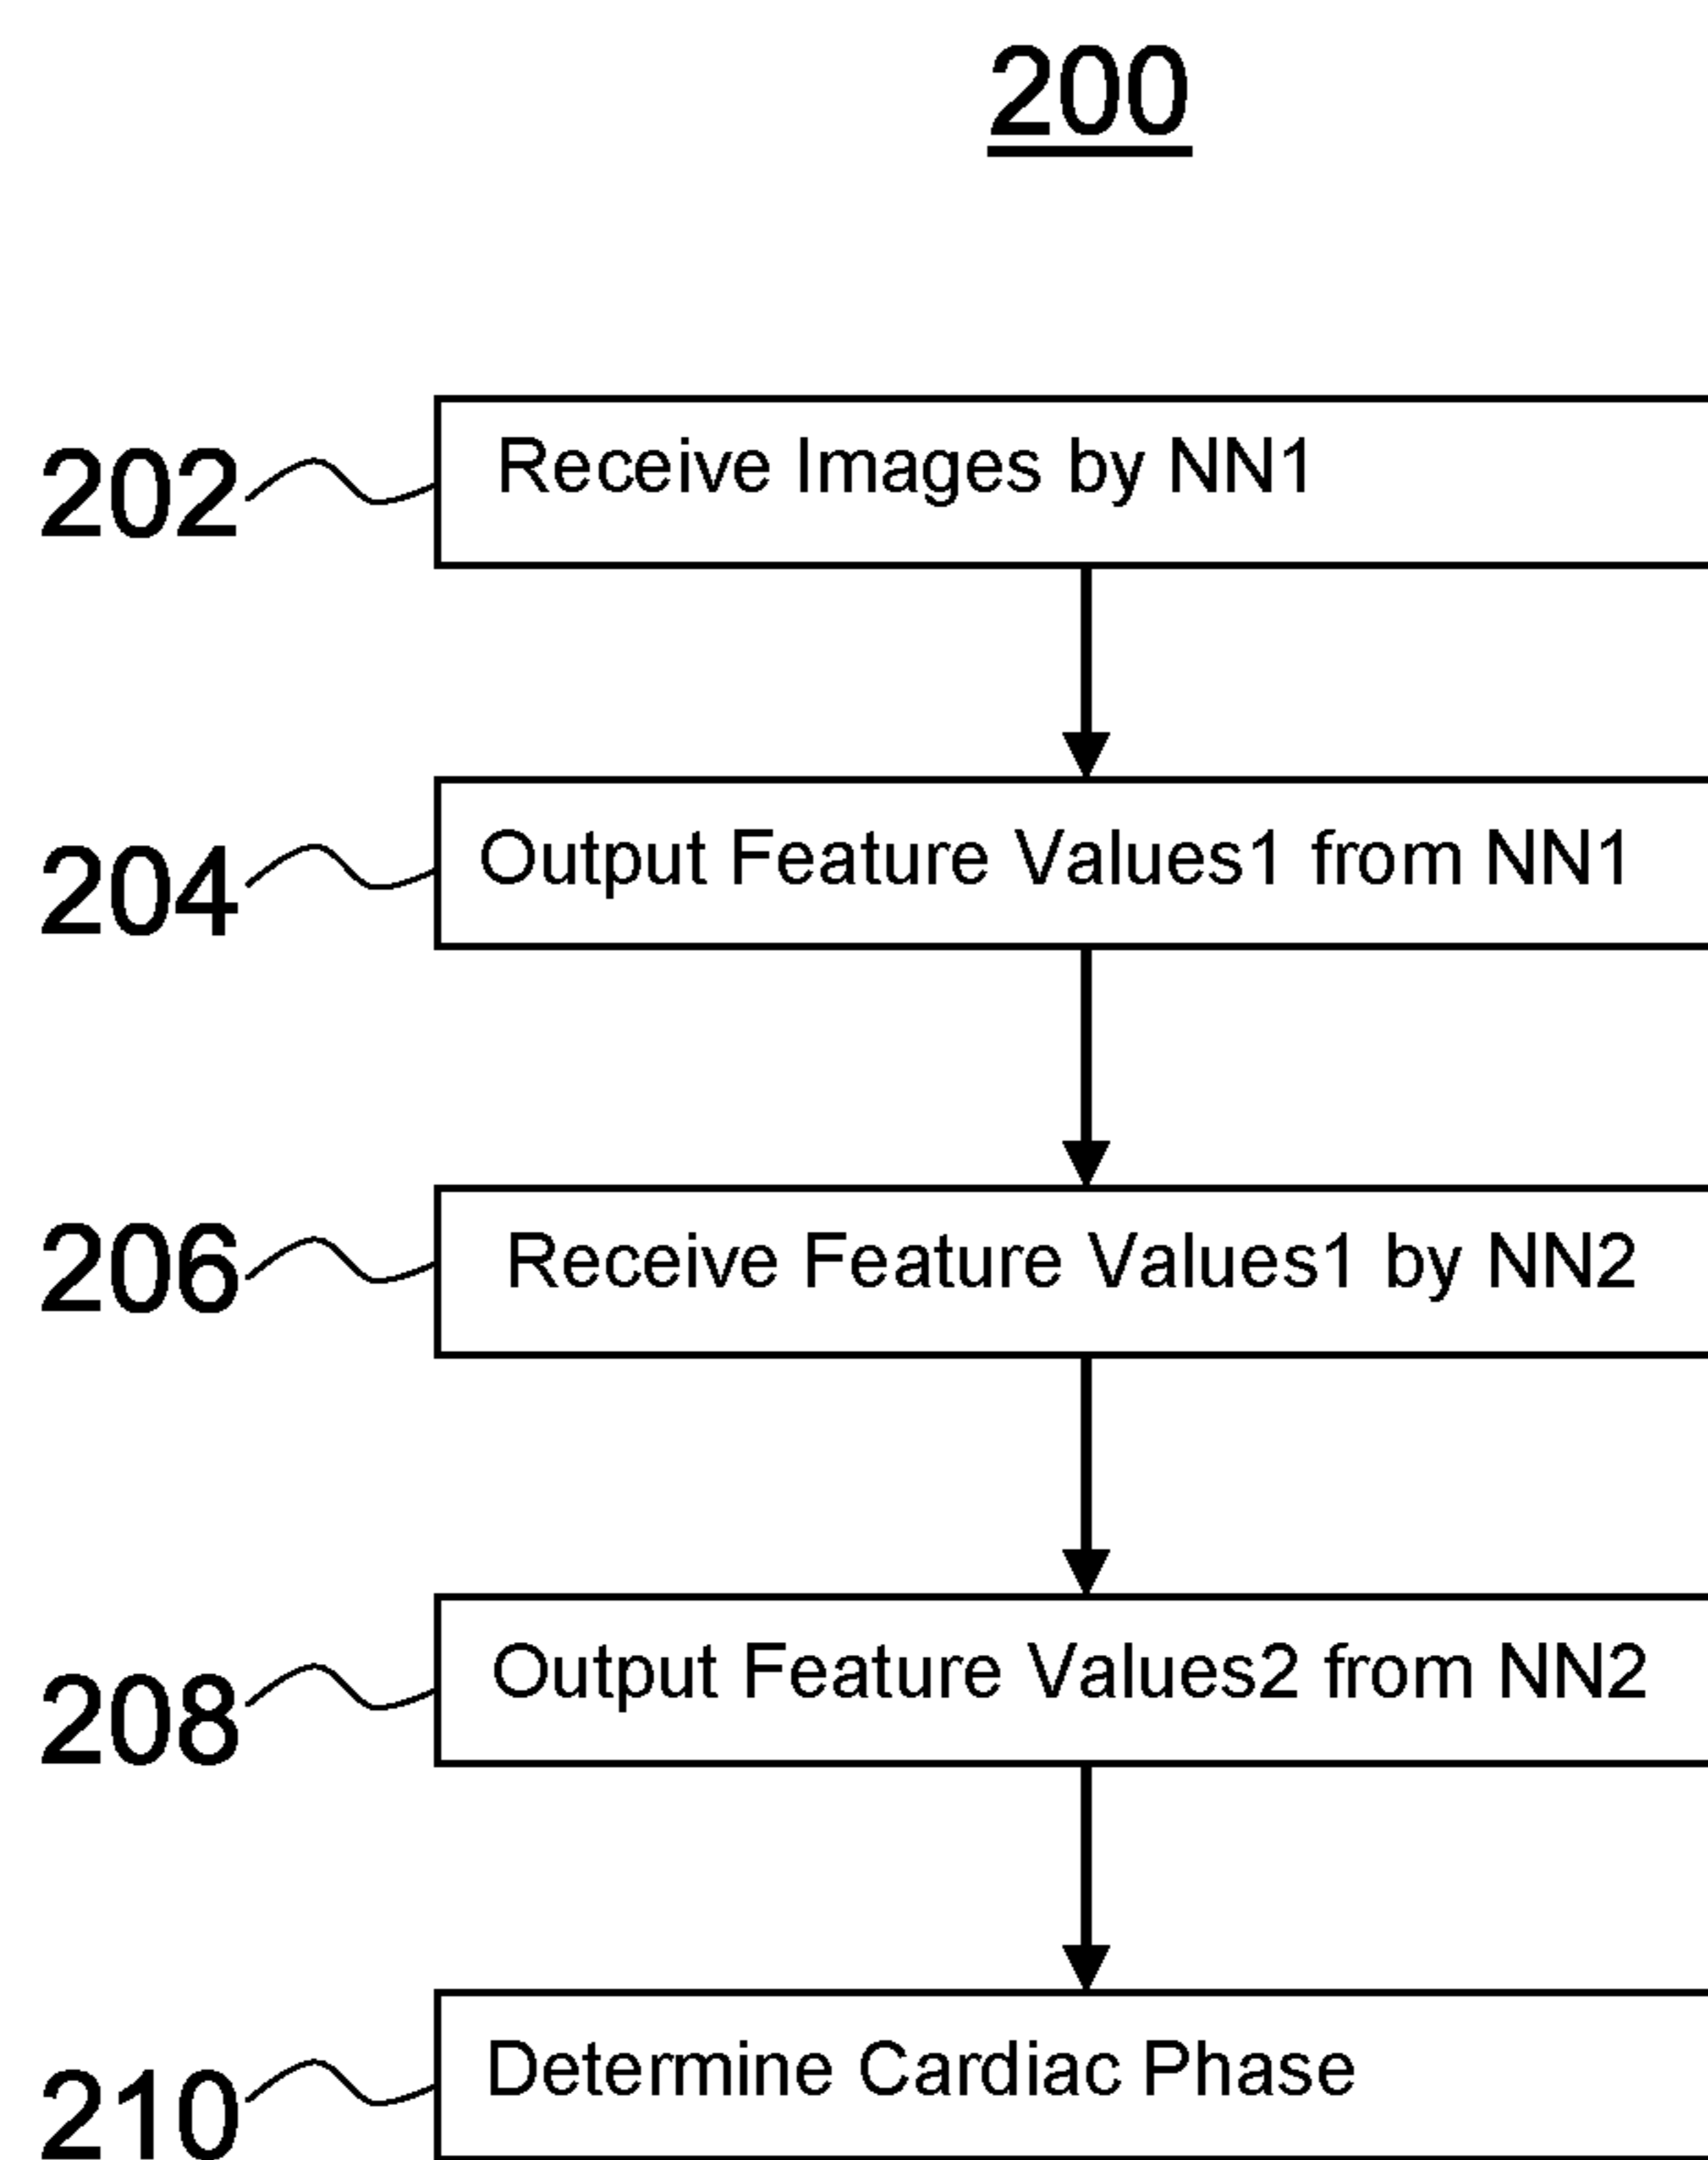 200
202 Receive Images by NN1
204 Output Feature Values1 from NN1
206 Receive Feature Values1 by NN2
208 Output Feature Values2 from NN2
210 Determine Cardiac Phase